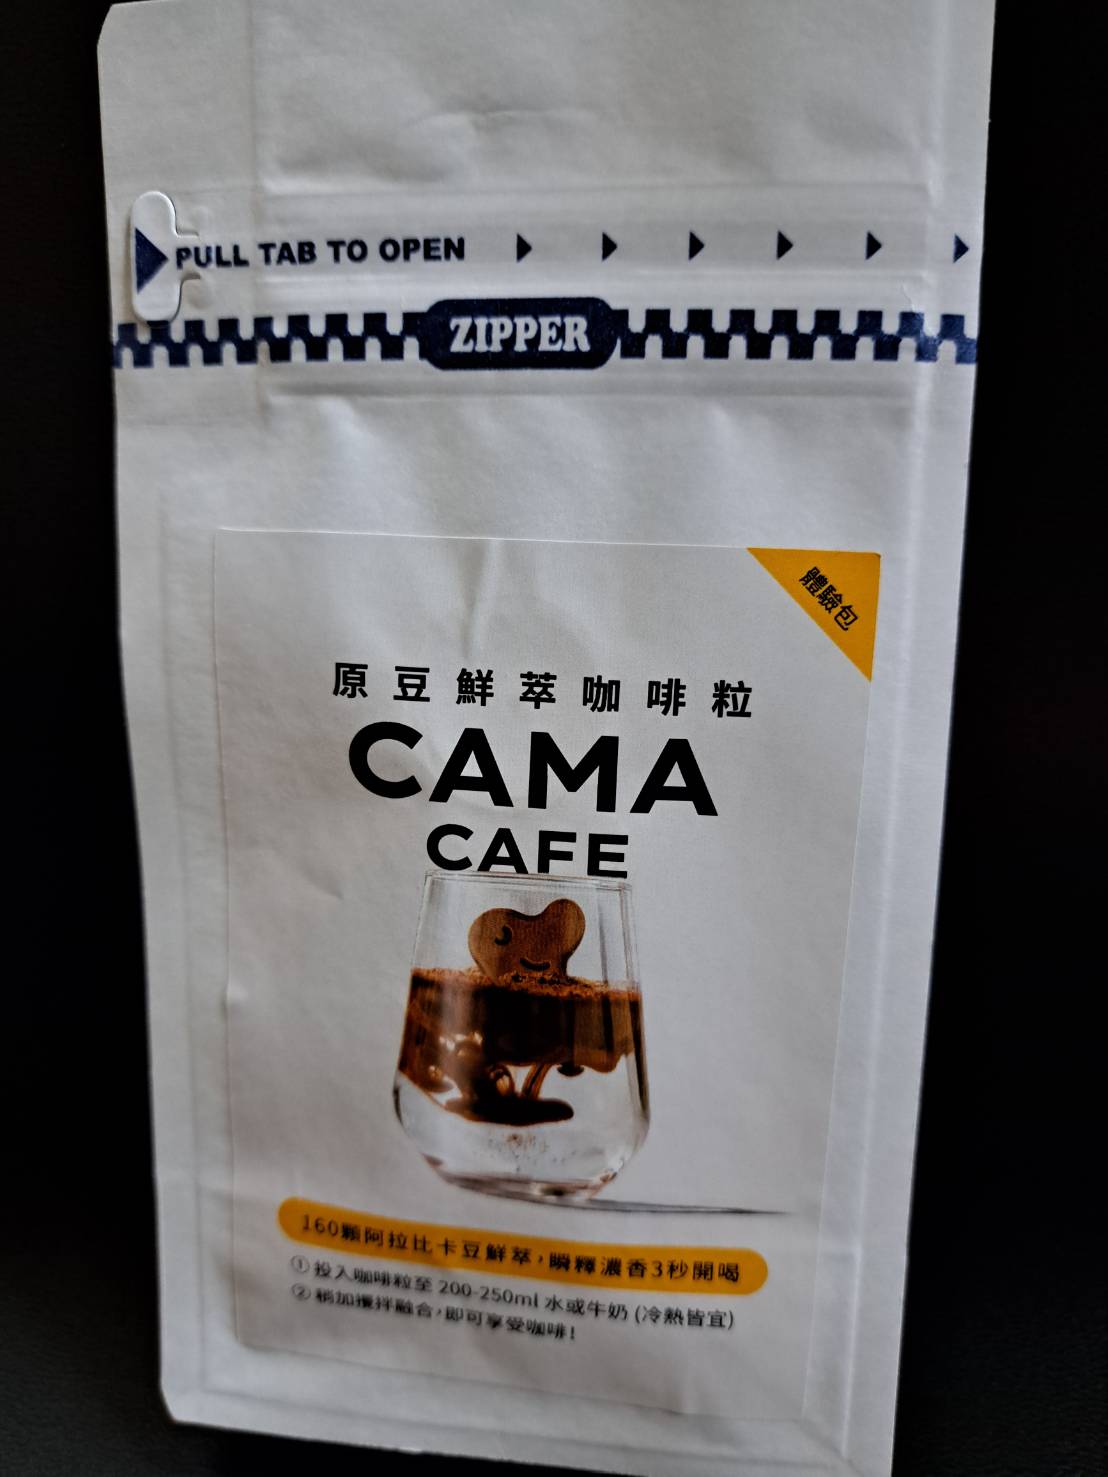 PULL TAB TO OPEN
ZIPPER
體驗包
原豆鮮萃咖啡粒
CAMA
CAFE
160顆阿拉比卡豆鮮萃,瞬釋濃香3秒開喝
① 投入咖啡粒至 200-250ml 水或牛奶 (冷熱皆宜)
② 稍加攪拌融合,即可享受咖啡!